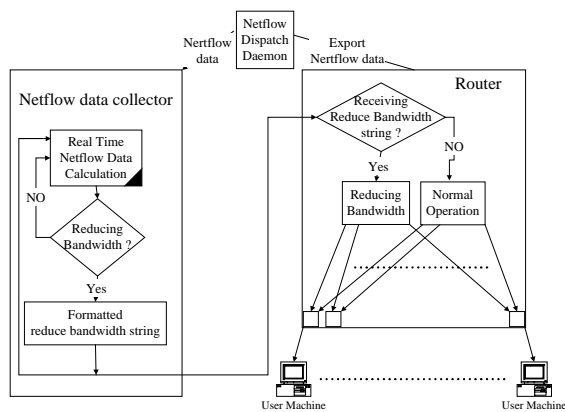 Netflow
Dispatch
Daemon
Nertflow
data
Export
Nertflow data
Netflow data collector
Real Time
Netflow Data
Calculation
NO
Reducing
Bandwidth ?
Yes
Formatted
reduce bandwidth string
Router
Receiving
Reduce Bandwidth
string ?
NO
Yes
Reducing
Bandwidth
Normal
Operation
User Machine
User Machine